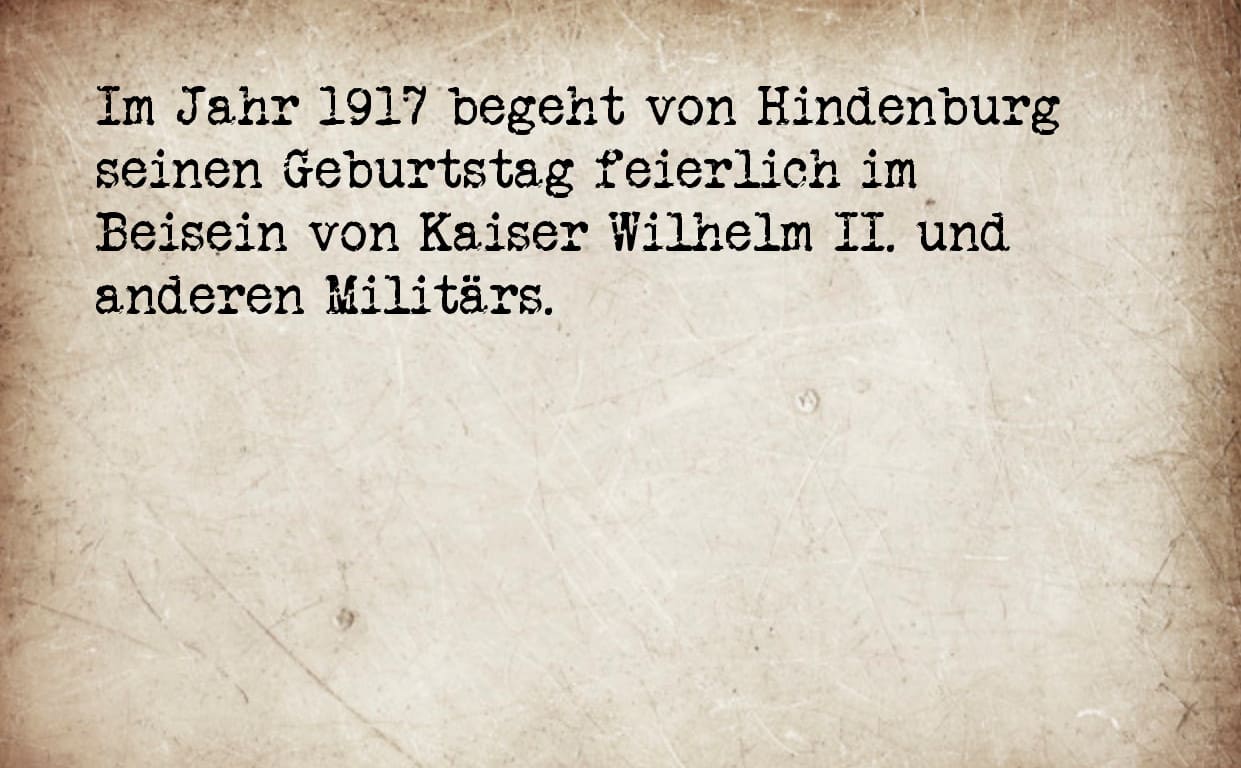 Im Jahr 1917 begeht von Hindenburg
seinen Geburtstag feierlich im
Beisein von Kaiser Wilhelm II. und
anderen Militärs.